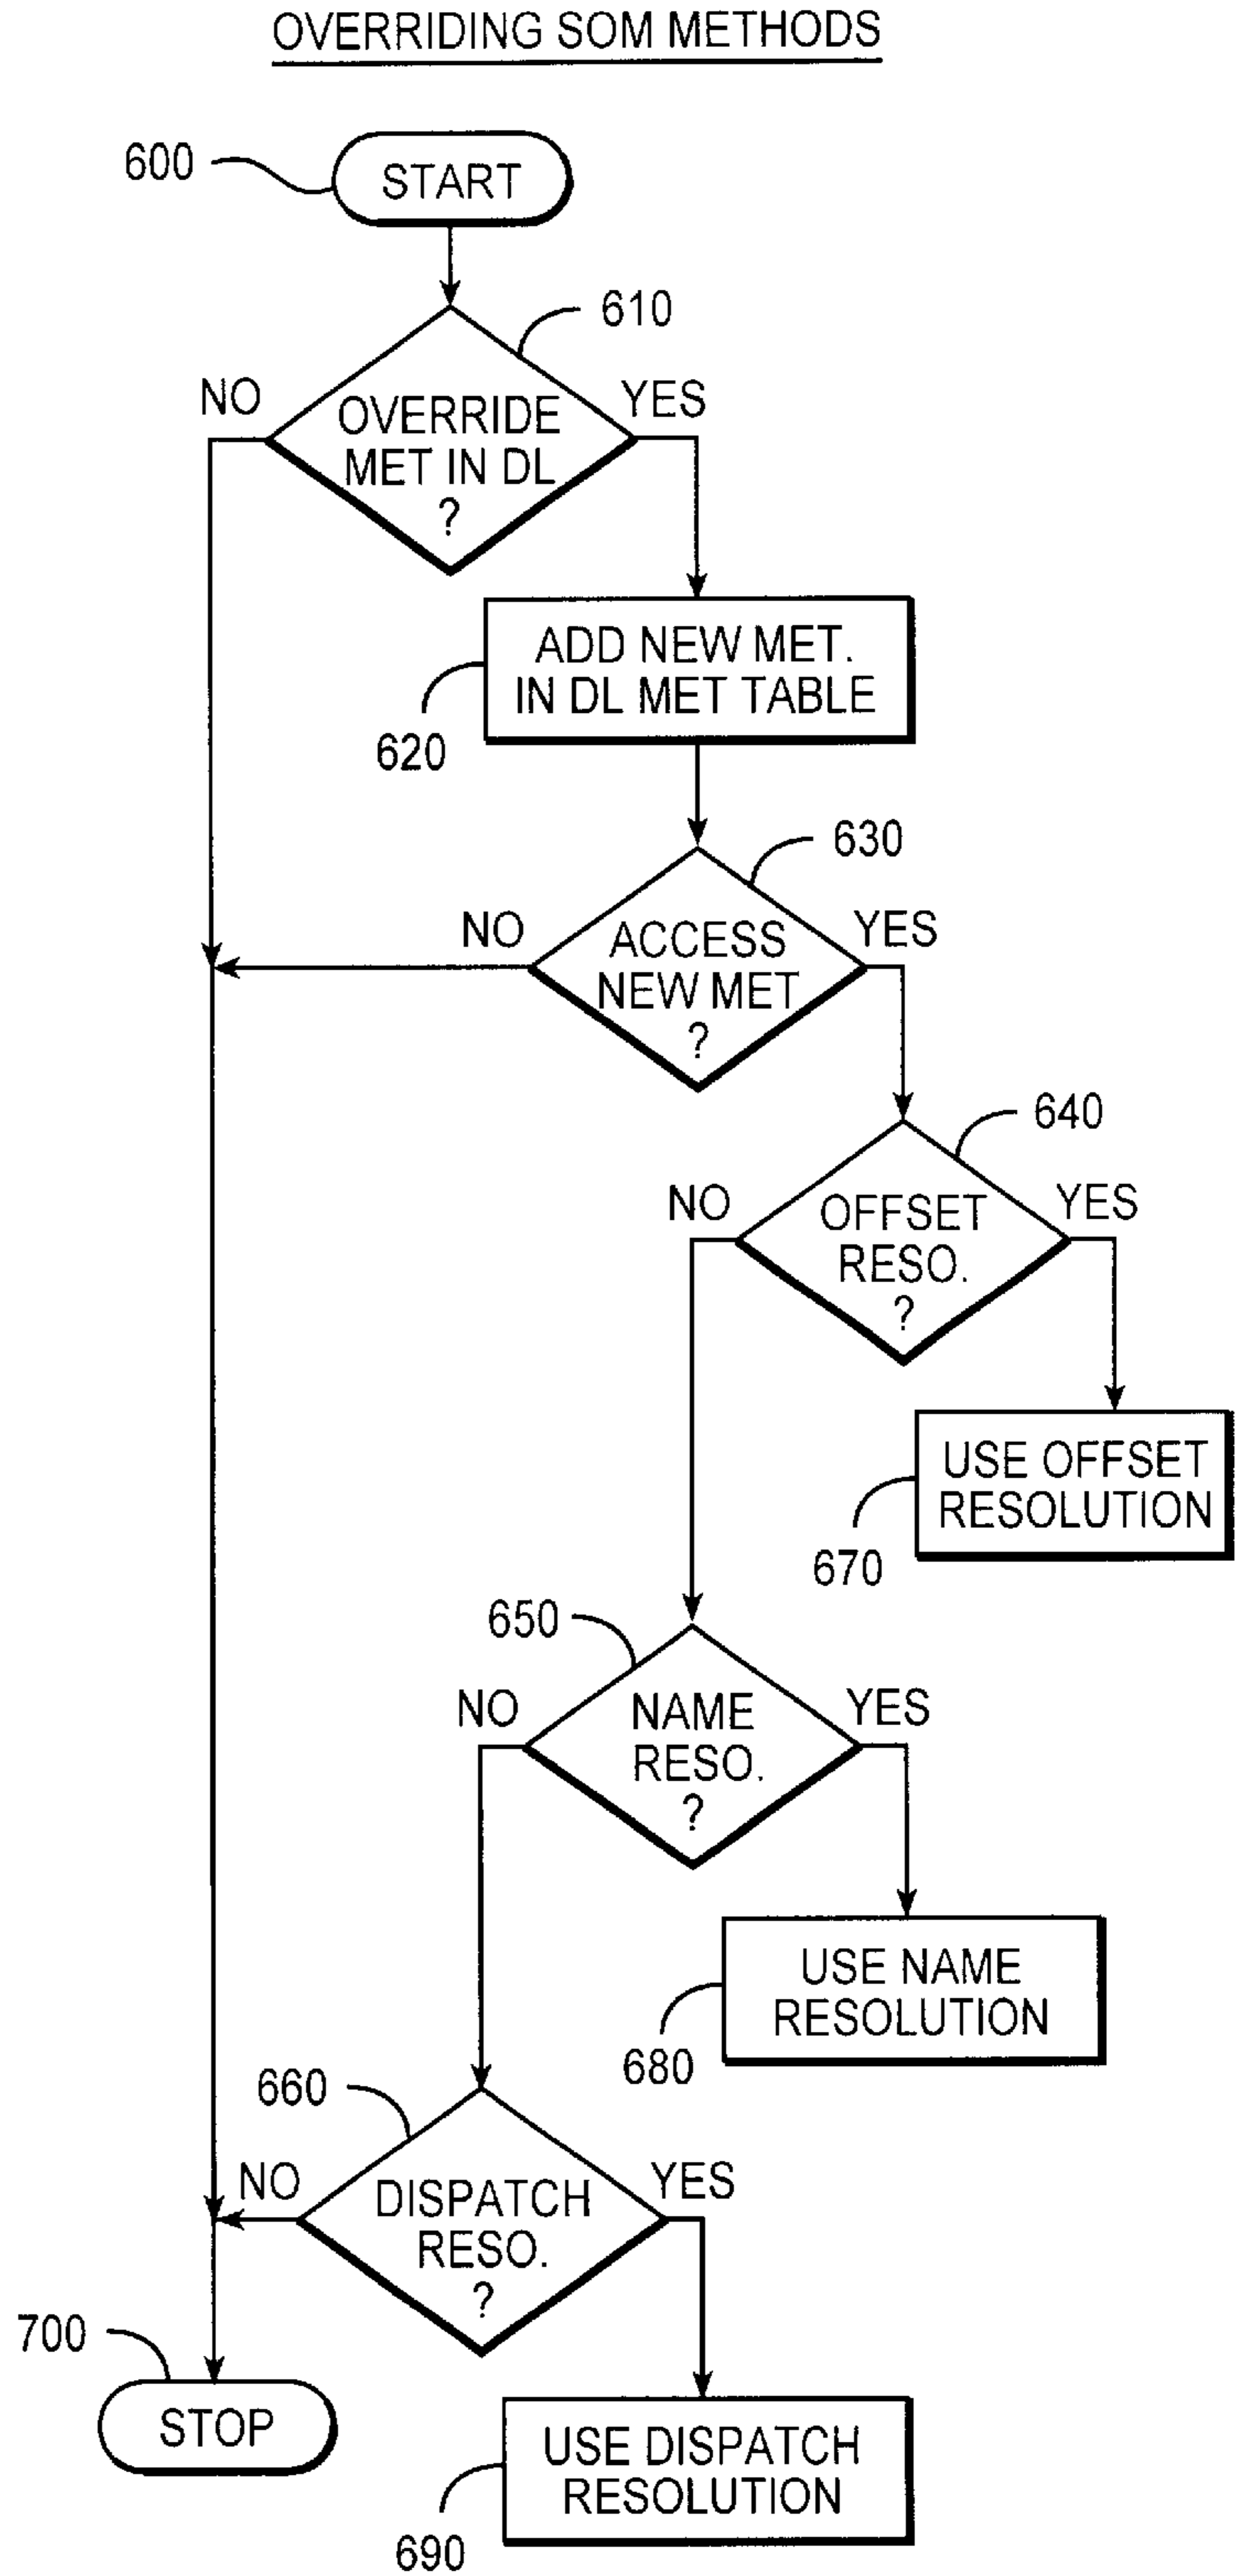 OVERRIDING SOM METHODS
600
START
610
NO
YES
OVERRIDE
MET IN DL
?
ADD NEW MET.
IN DL MET TABLE
620
630
NO
YES
ACCESS
NEW MET
?
640
NO
YES
OFFSET
RESO.
?
USE OFFSET
RESOLUTION
670
650
NO
YES
NAME
RESO.
?
USE NAME
RESOLUTION
680
660
NO
YES
DISPATCH
RESO.
?
700
STOP
USE DISPATCH
RESOLUTION
690